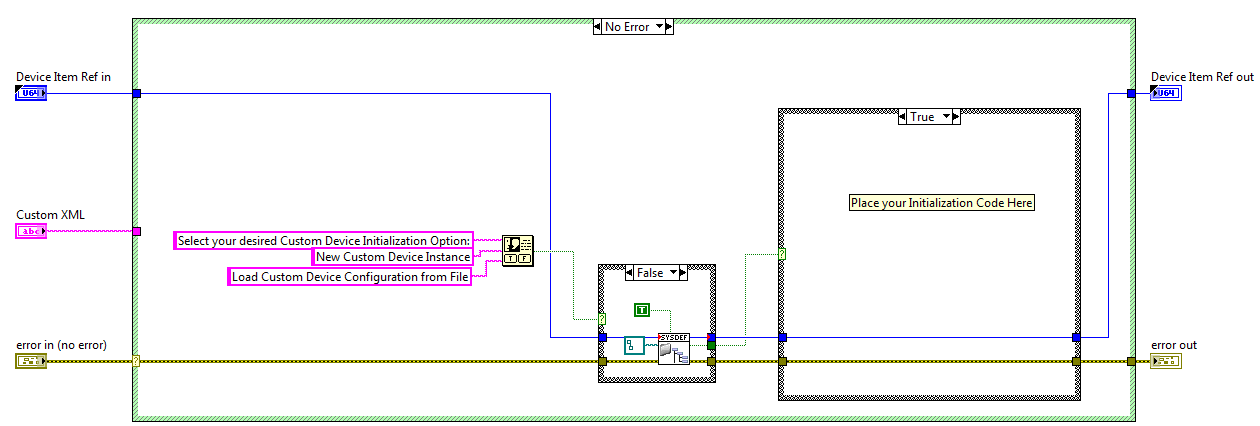 No Error
Device Item Ref in
U64
Device Item Ref out
U64
True
Place your Initialization Code Here
Custom XML
abc
Select your desired Custom Device Initialization Option:
New Custom Device Instance
Load Custom Device Configuration from File
T F
?
False
T
?
SYSDEF
error in (no error)
?
error out